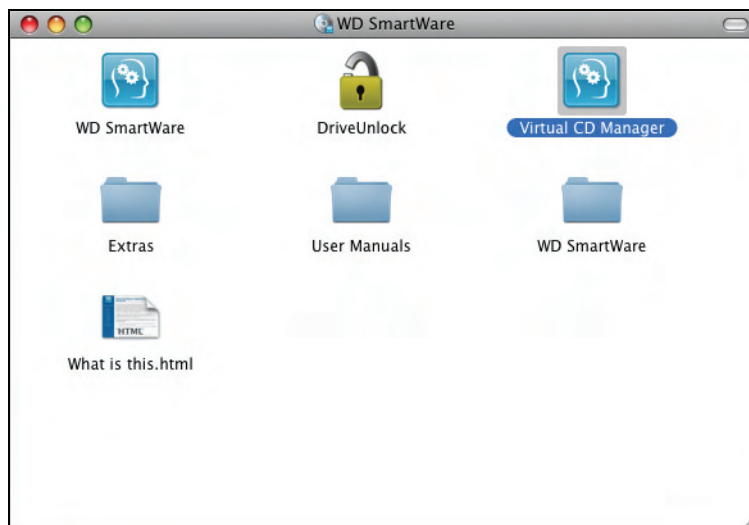 WD SmartWare
WD SmartWare
DriveUnlock
Virtual CD Manager
Extras
User Manuals
WD SmartWare
HTML
What is this.html